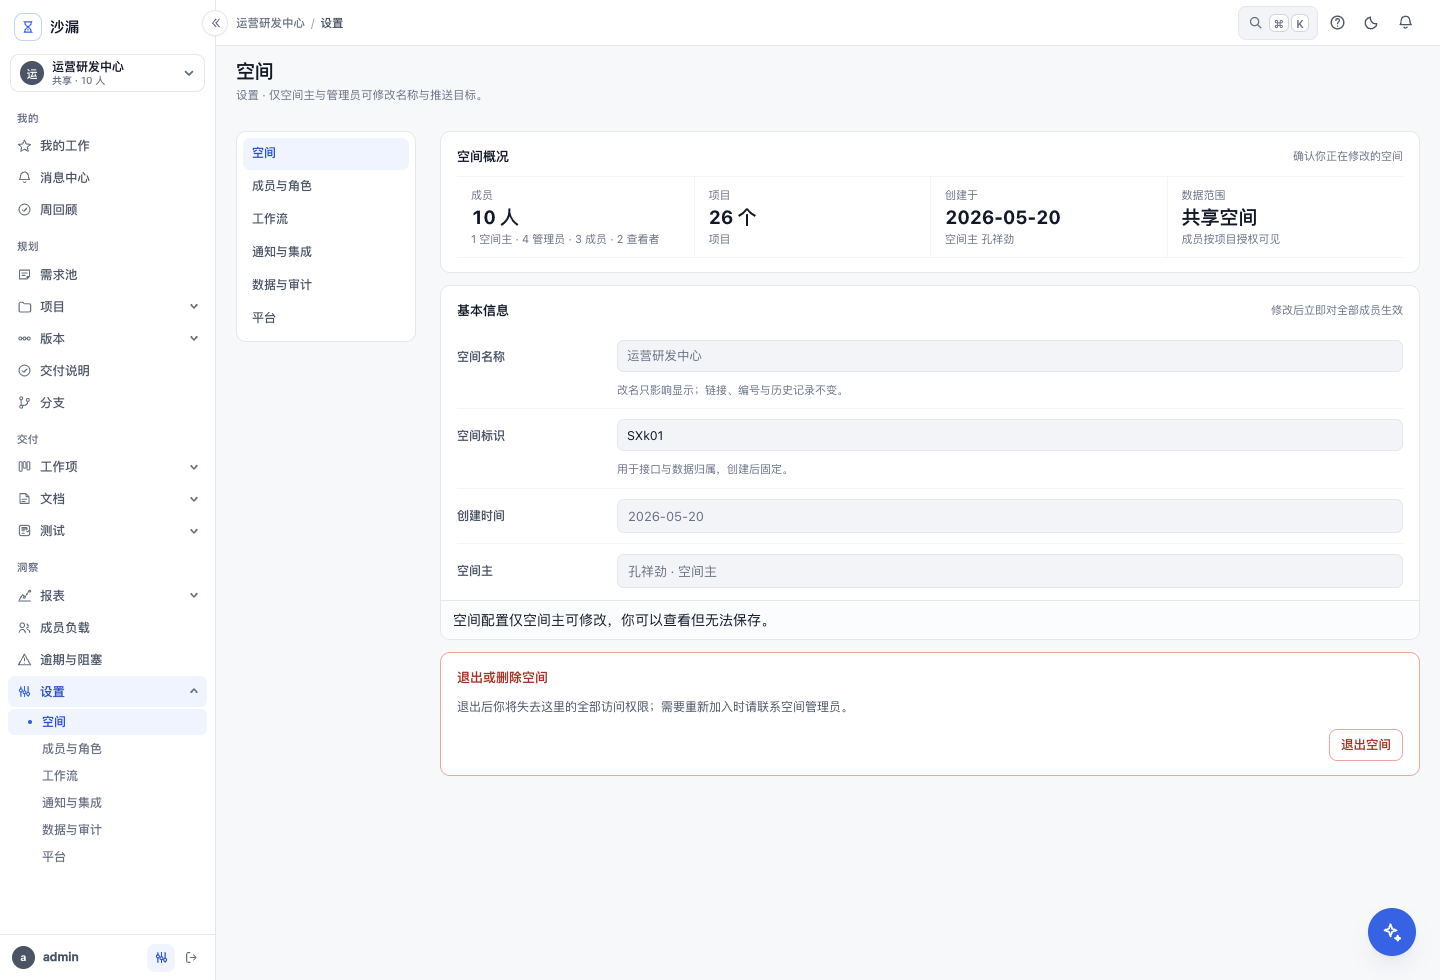 沙漏
运
运营研发中心
共享 · 10 人
我的
我的工作
消息中心
周回顾
规划
需求池
项目
版本
交付说明
分支
交付
工作项
文档
测试
洞察
报表
成员负载
逾期与阻塞
设置
空间
成员与角色
工作流
通知与集成
数据与审计
平台
a
admin
运营研发中心 / 设置
⌘ K
空间
设置 · 仅空间主与管理员可修改名称与推送目标。
空间
成员与角色
工作流
通知与集成
数据与审计
平台
空间概况
确认你正在修改的空间
成员
10 人
1 空间主 · 4 管理员 · 3 成员 · 2 查看者
项目
26 个
项目
创建于
2026-05-20
空间主 孔祥劲
数据范围
共享空间
成员按项目授权可见
基本信息
修改后立即对全部成员生效
空间名称
运营研发中心
改名只影响显示；链接、编号与历史记录不变。
空间标识
SXk01
用于接口与数据归属，创建后固定。
创建时间
2026-05-20
空间主
孔祥劲 · 空间主
空间配置仅空间主可修改，你可以查看但无法保存。
退出或删除空间
退出后你将失去这里的全部访问权限；需要重新加入时请联系空间管理员。
退出空间